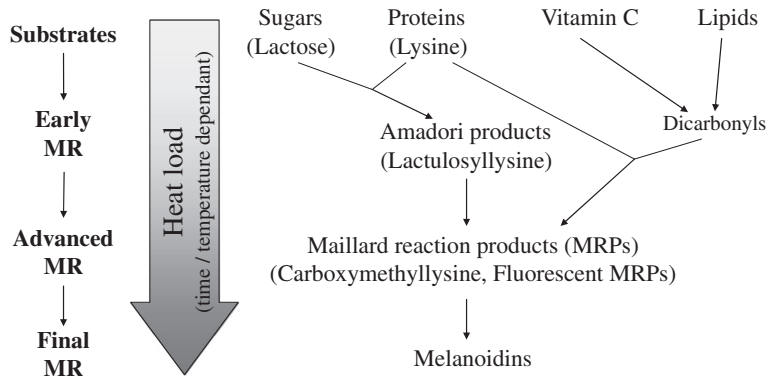 Substrates
Early
MR
Advanced
MR
Final
MR
Heat load
(time / temperature dependant)
Sugars
(Lactose)
Proteins
(Lysine)
Vitamin C
Lipids
Amadori products
(Lactulosyllysine)
Dicarbonyls
Maillard reaction products (MRPs)
(Carboxymethyllysine, Fluorescent MRPs)
Melanoidins